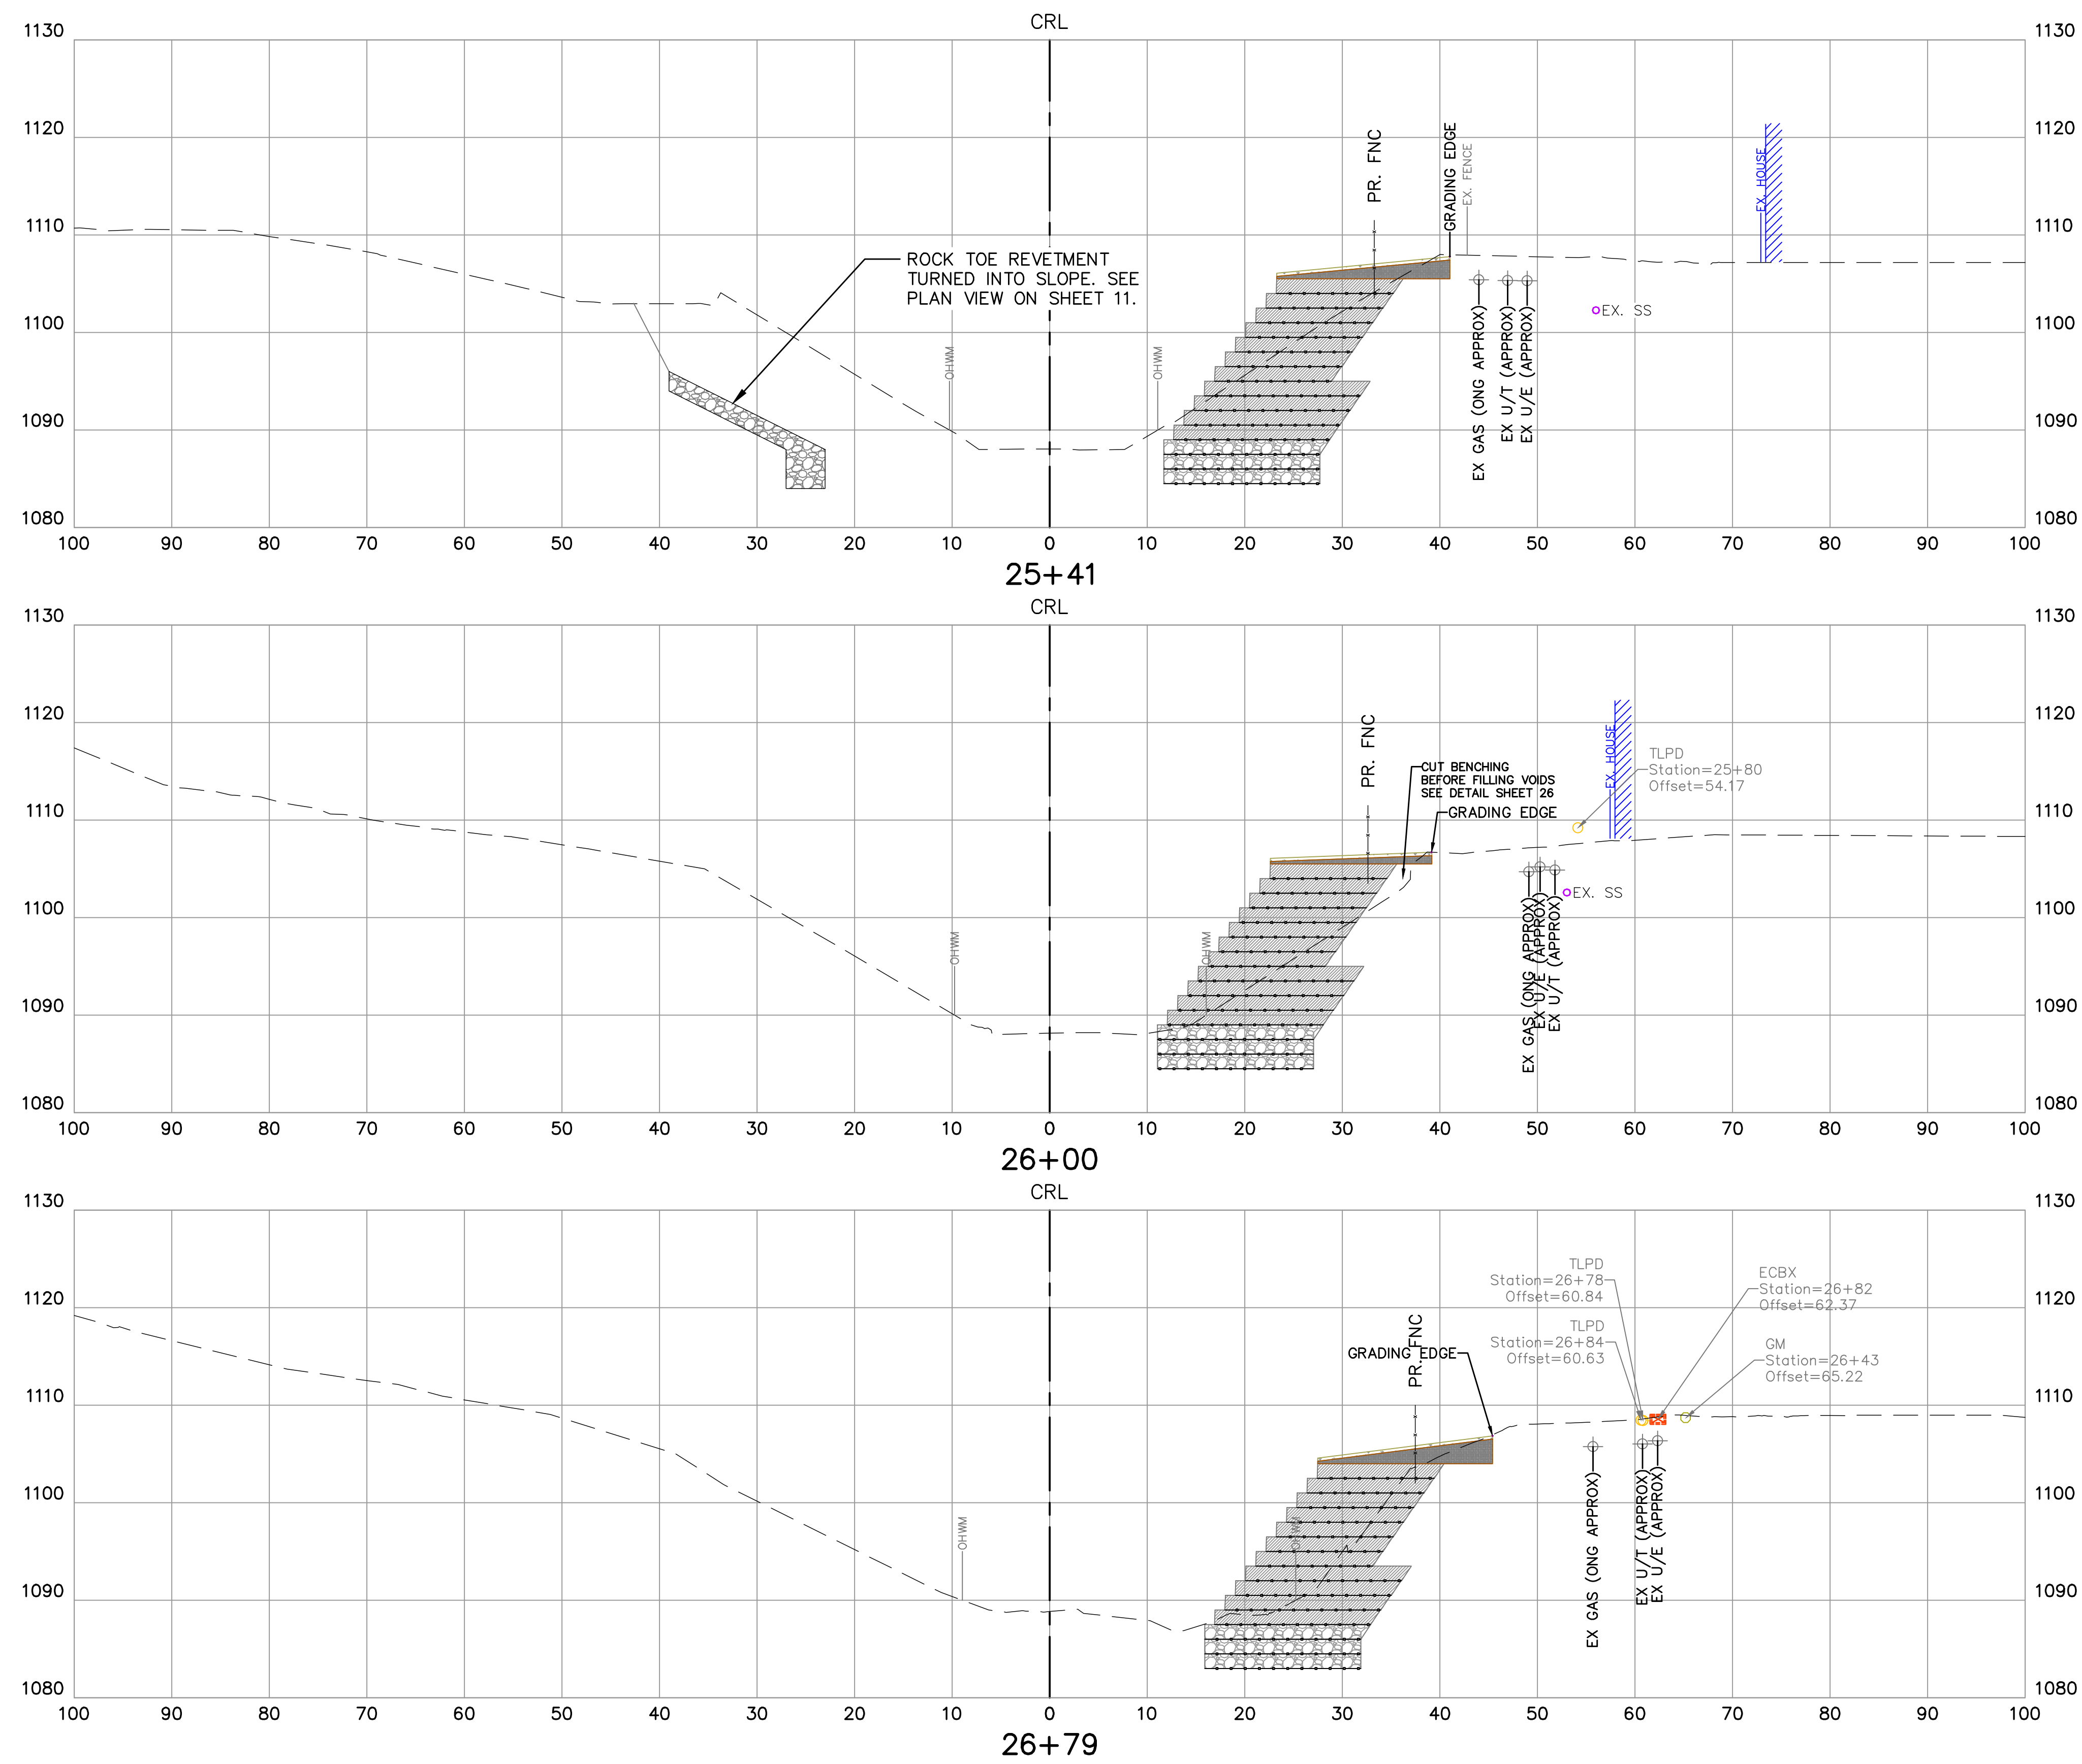 CRL
1130 1130
1120 1120
1110 1110
1100 1100
1090 1090
1080 1080
ROCK TOE REVETMENT
TURNED INTO SLOPE. SEE
PLAN VIEW ON SHEET 11.
OHWM
OHWM
PR. FNC
GRADING EDGE
EX. FENCE
EX. HOUSE
EX GAS (ONG APPROX)
EX U/T (APPROX)
EX U/E (APPROX)
EX. SS
100 90 80 70 60 50 40 30 20 10 0 10 20 30 40 50 60 70 80 90 100
25+41
CRL
1130 1130
1120 1120
1110 1110
1100 1100
1090 1090
1080 1080
OHWM
OHWM
PR. FNC
CUT BENCHING
BEFORE FILLING VOIDS
SEE DETAIL SHEET 26
GRADING EDGE
EX. HOUSE
TLPD
Station=25+80
Offset=54.17
EX GAS (ONG APPROX)
EX U/E (APPROX)
EX U/T (APPROX)
EX. SS
100 90 80 70 60 50 40 30 20 10 0 10 20 30 40 50 60 70 80 90 100
26+00
CRL
1130 1130
1120 1120
1110 1110
1100 1100
1090 1090
1080 1080
OHWM
OHWM
GRADING EDGE
PR. FNC
TLPD
Station=26+78
Offset=60.84
TLPD
Station=26+84
Offset=60.63
ECBX
Station=26+82
Offset=62.37
GM
Station=26+43
Offset=65.22
EX GAS (ONG APPROX)
EX U/T (APPROX)
EX U/E (APPROX)
100 90 80 70 60 50 40 30 20 10 0 10 20 30 40 50 60 70 80 90 100
26+79